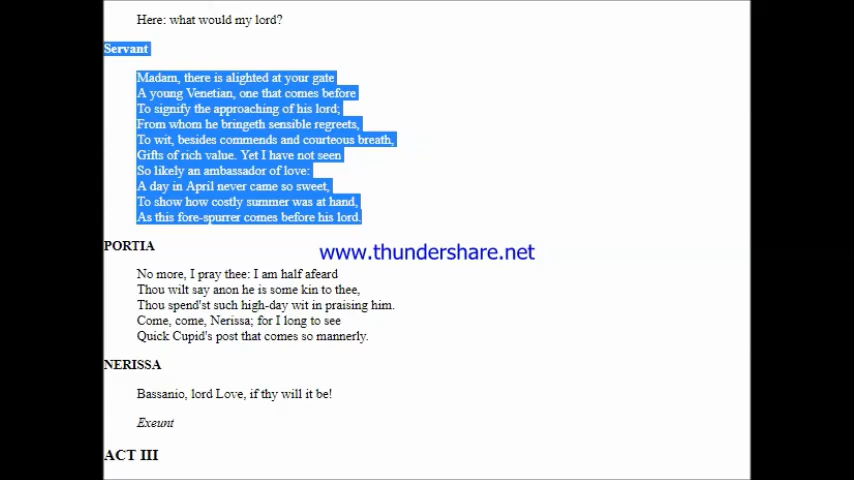 Here: what would my lord?
Servant
Madam, there is alighted at your gate
A young Venetian, one that comes before
To signify the approaching of his lord;
From whom he bringeth sensible regreets,
To wit, besides commends and courteous breath,
Gifts of rich value. Yet I have not seen
So likely an ambassador of love:
A day in April never came so sweet,
To show how costly summer was at hand,
As this fore-spurrer comes before his lord.
PORTIA
www.thundershare.net
No more, I pray thee: I am half afeard
Thou wilt say anon he is some kin to thee,
Thou spend'st such high-day wit in praising him.
Come, come, Nerissa; for I long to see
Quick Cupid's post that comes so mannerly.
NERISSA
Bassanio, lord Love, if thy will it be!
Exeunt
ACT III